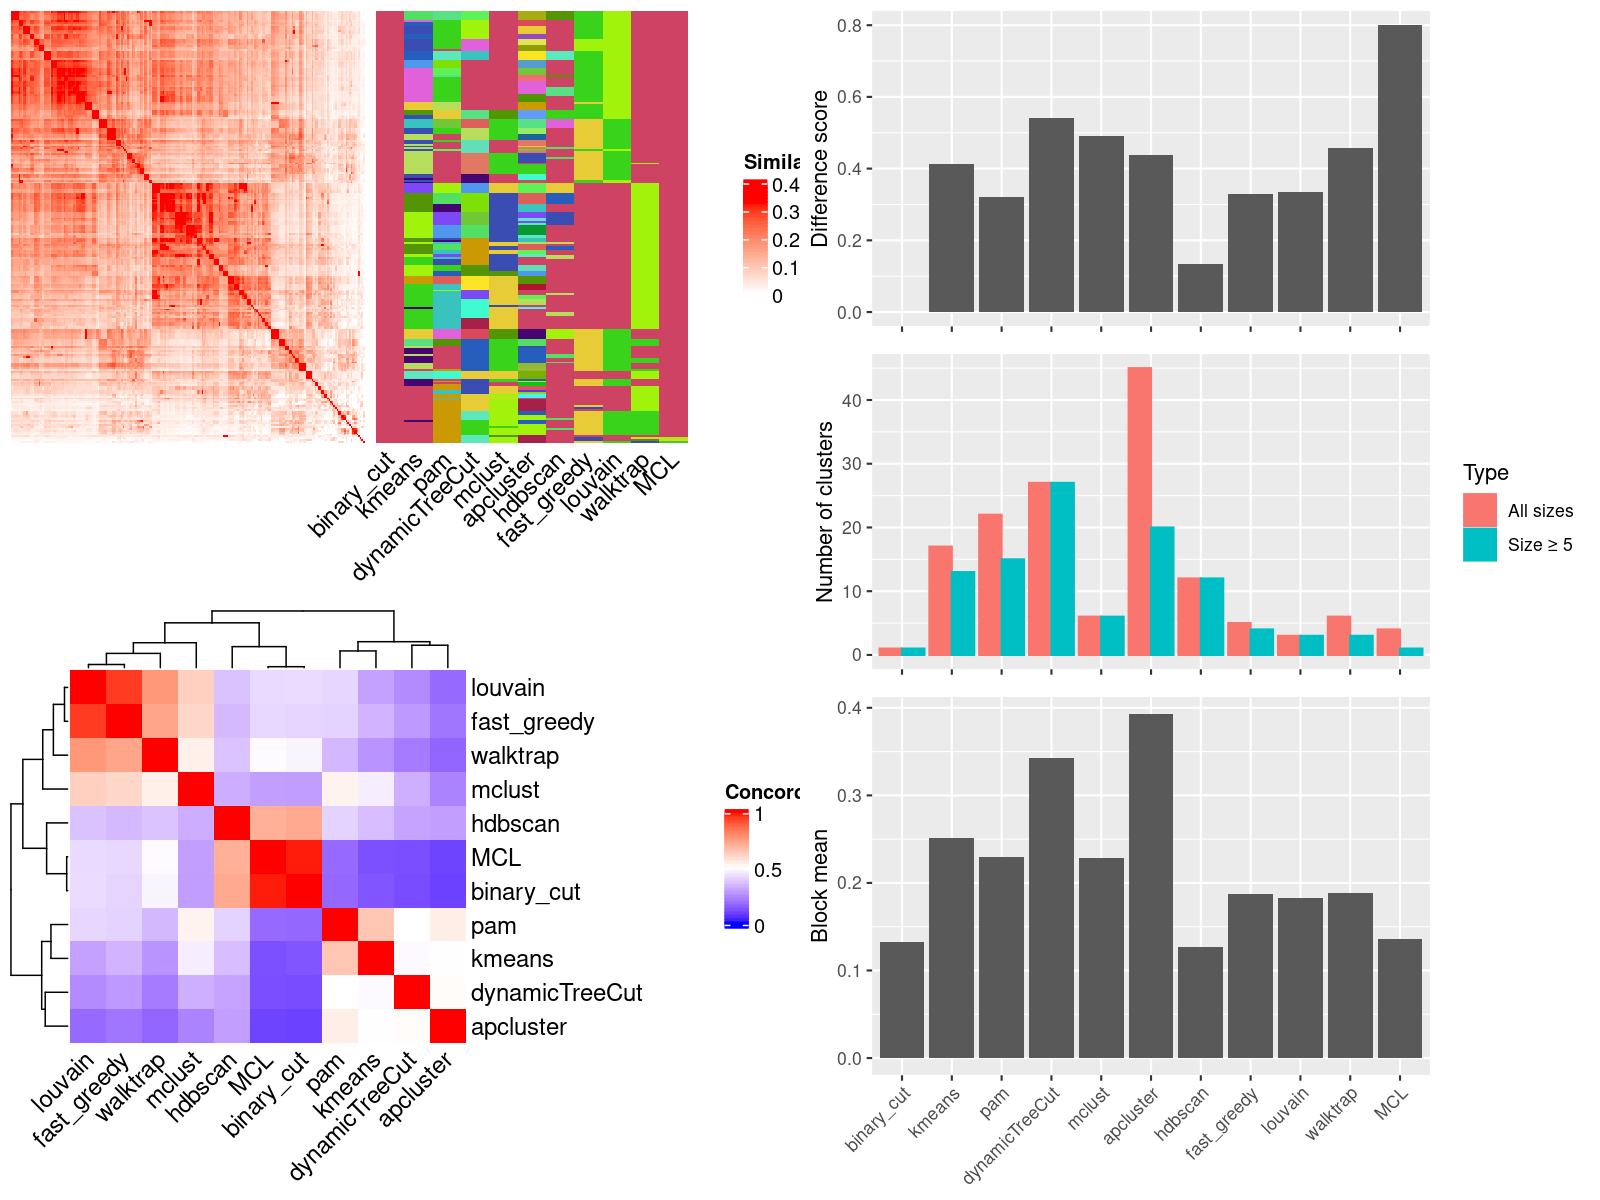 Simila
0.4
0.3
0.2
0.1
0
binary_cut
kmeans
pam
dynamicTreeCut
mclust
apcluster
hdbscan
fast_greedy
louvain
walktrap
MCL
louvain
fast_greedy
walktrap
mclust
hdbscan
MCL
binary_cut
pam
kmeans
dynamicTreeCut
apcluster
louvain
fast_greedy
walktrap
mclust
hdbscan
MCL
binary_cut
pam
kmeans
dynamicTreeCut
apcluster
Concord
1
0.5
0
Difference score
0.8
0.6
0.4
0.2
0.0
Number of clusters
40
30
20
10
0
Type
All sizes
Size ≥ 5
Block mean
0.4
0.3
0.2
0.1
0.0
binary_cut
kmeans
pam
dynamicTreeCut
mclust
apcluster
hdbscan
fast_greedy
louvain
walktrap
MCL